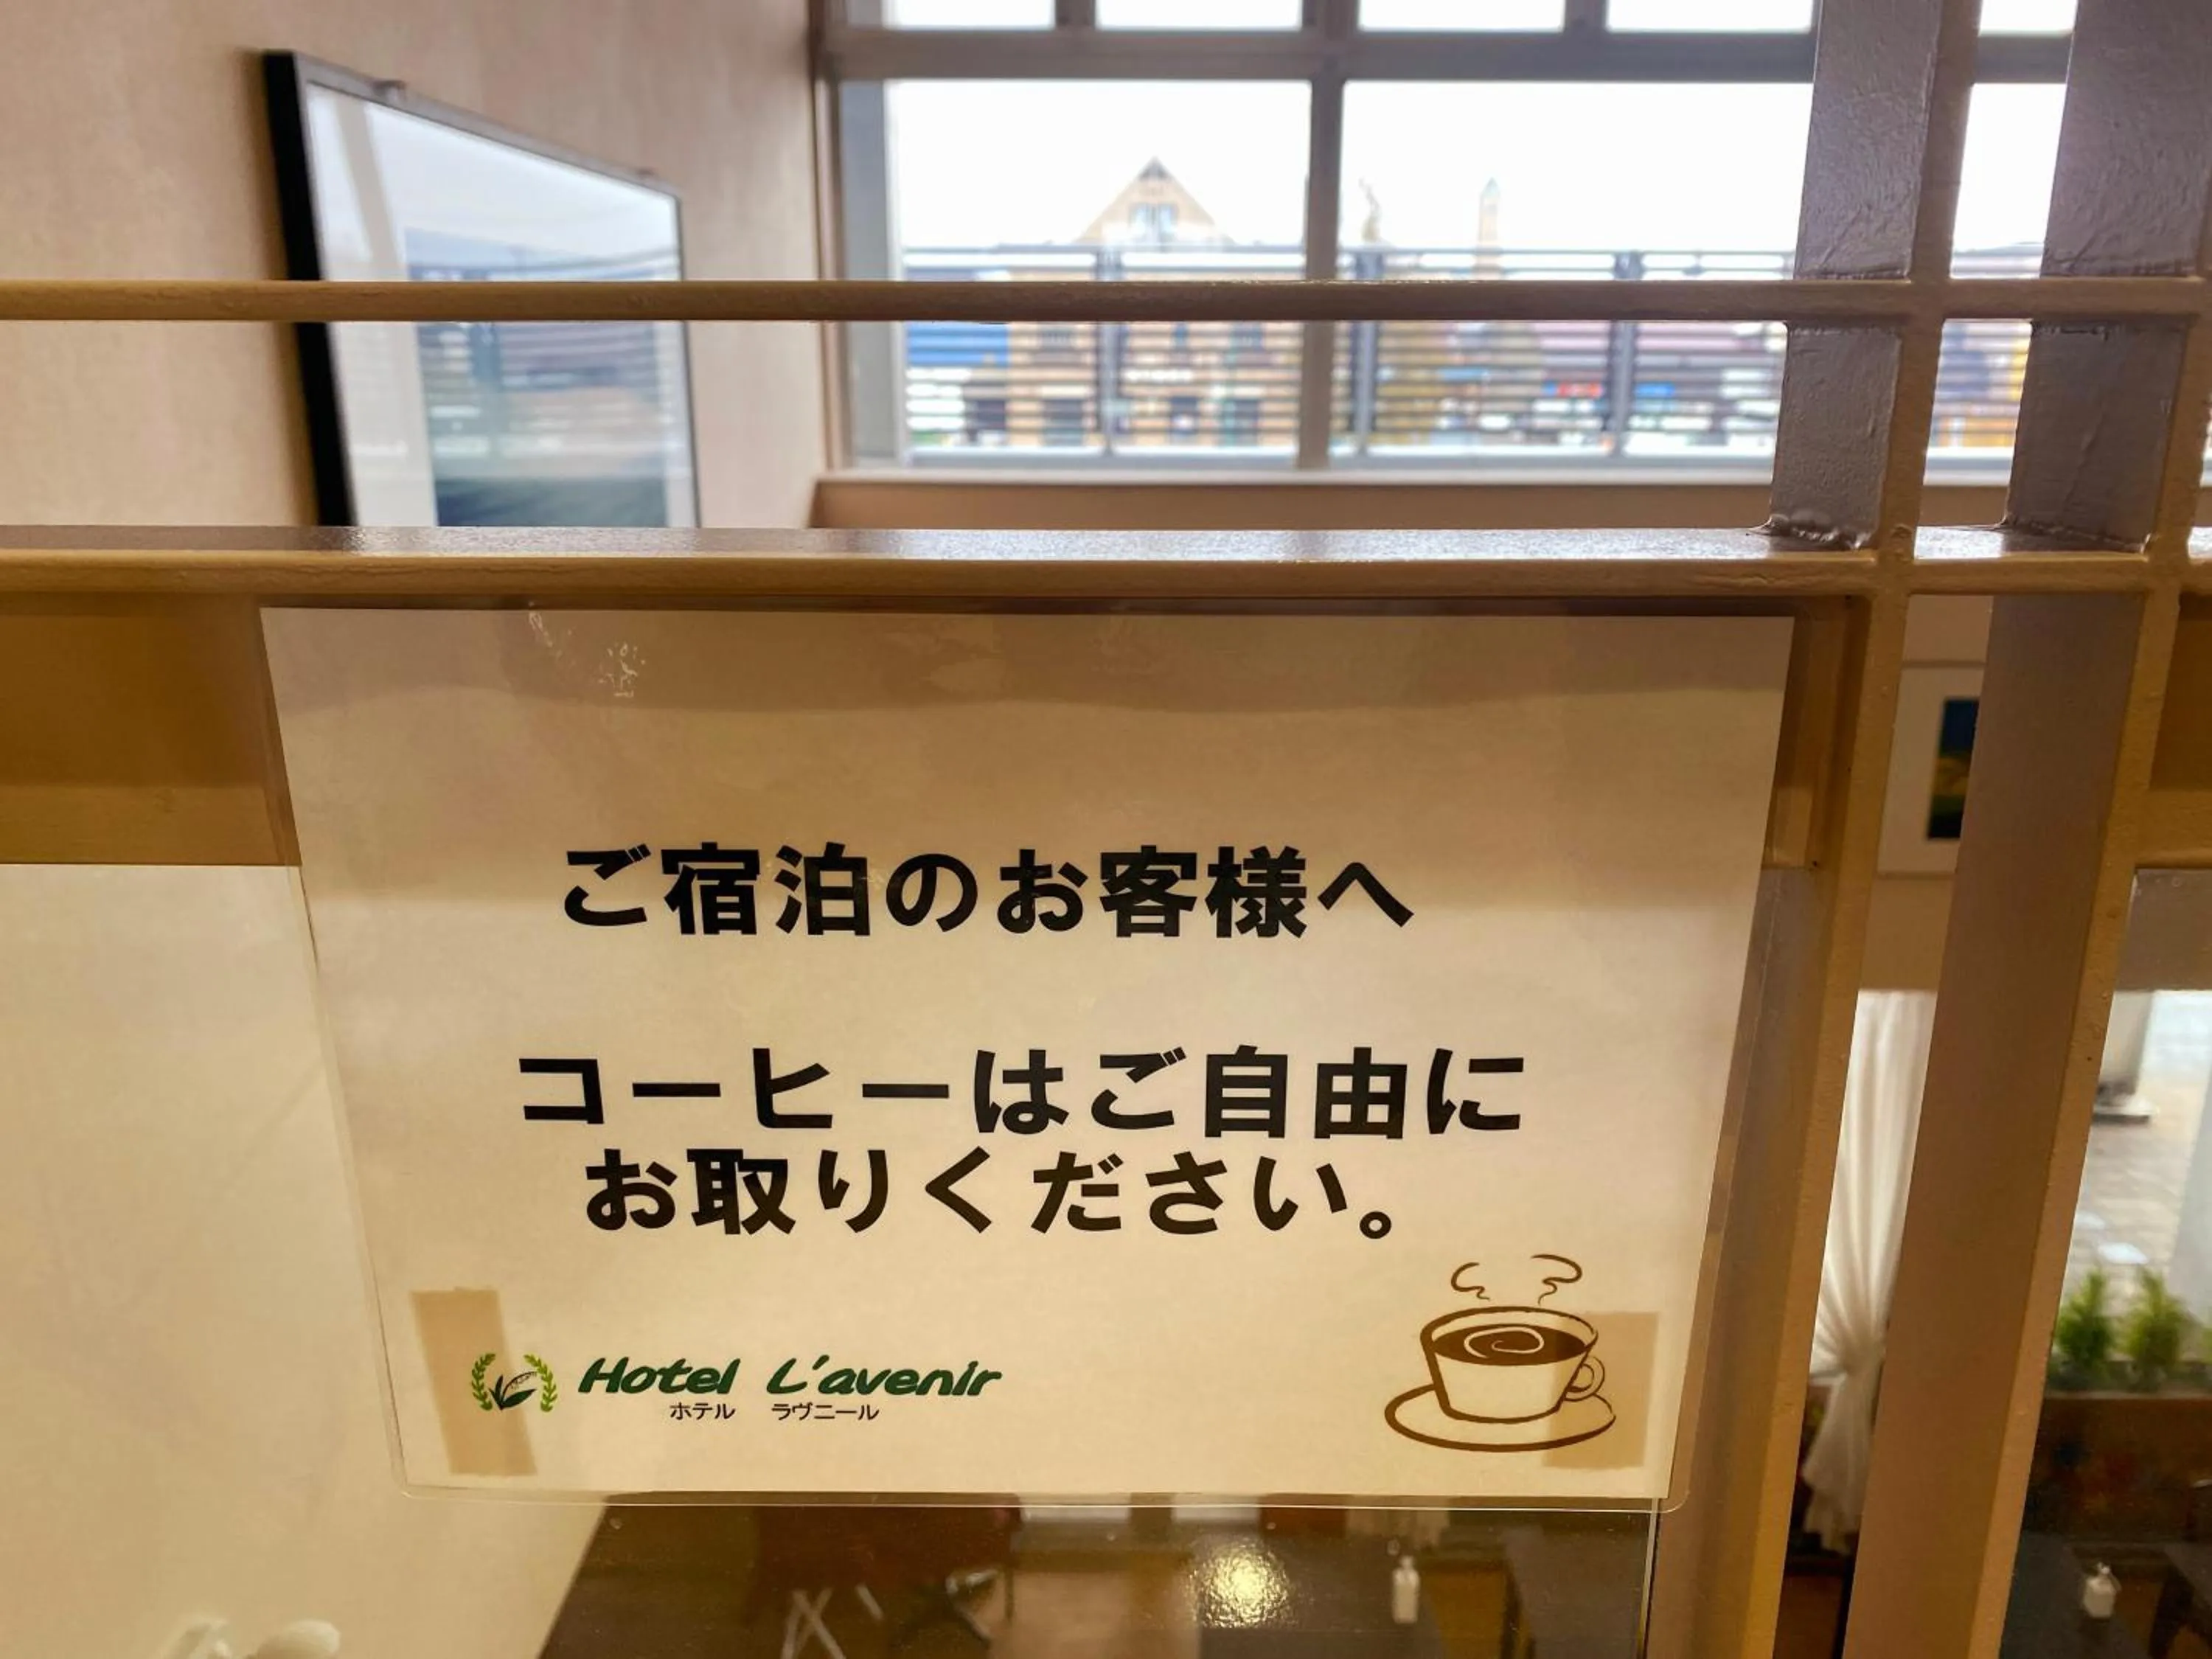 ご宿泊のお客様へ
コーヒーはご自由に
お取りください。
Hotel L'avenir
ホテル ラヴニール